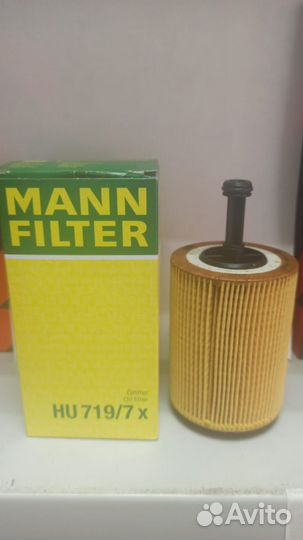 MANN
FILTER
Oil filter
HU 719/7 x
Avito